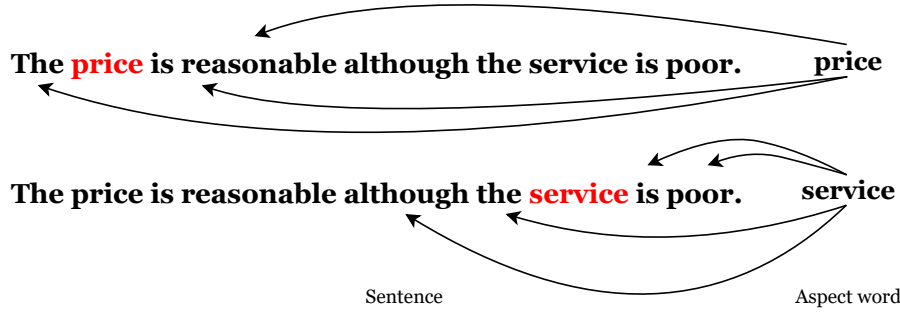 The price is reasonable although the service is poor. price
The price is reasonable although the service is poor. service
Sentence Aspect word